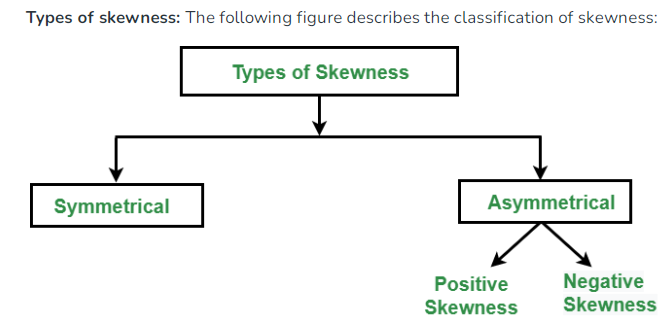 Types of skewness: The following figure describes the classification of skewness:
Types of Skewness
Symmetrical
Asymmetrical
Positive
Skewness
Negative
Skewness